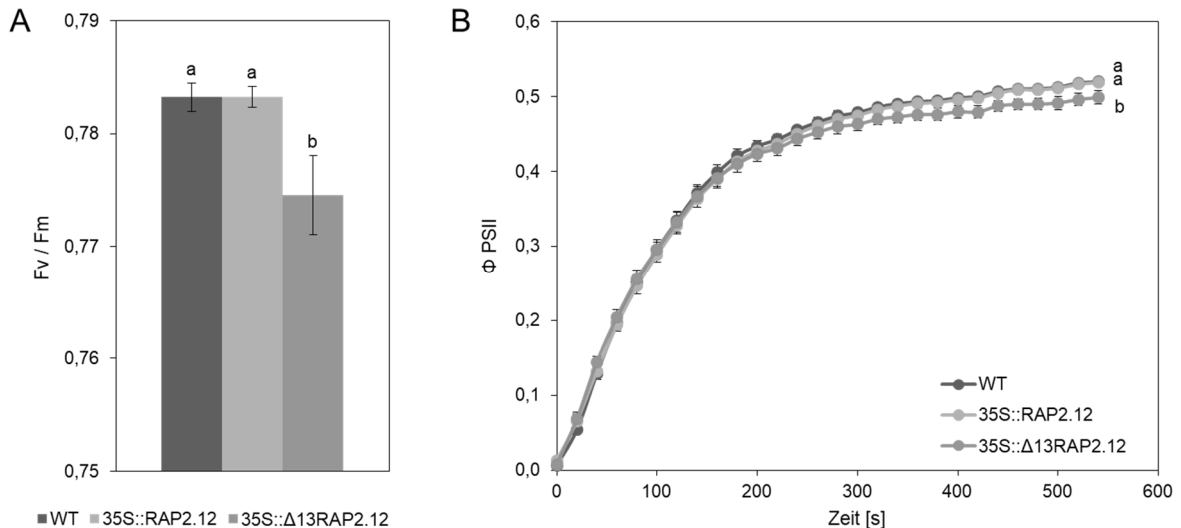 A
0,79
0,78
0,77
0,76
0,75
Fv / Fm
a
a
b
WT 35S::RAP2.12 35S::Δ13RAP2.12
B
0,6
0,5
0,4
0,3
0,2
0,1
0,0
Φ PSII
a
a
b
WT
35S::RAP2.12
35S::Δ13RAP2.12
0 100 200 300 400 500 600
Zeit [s]